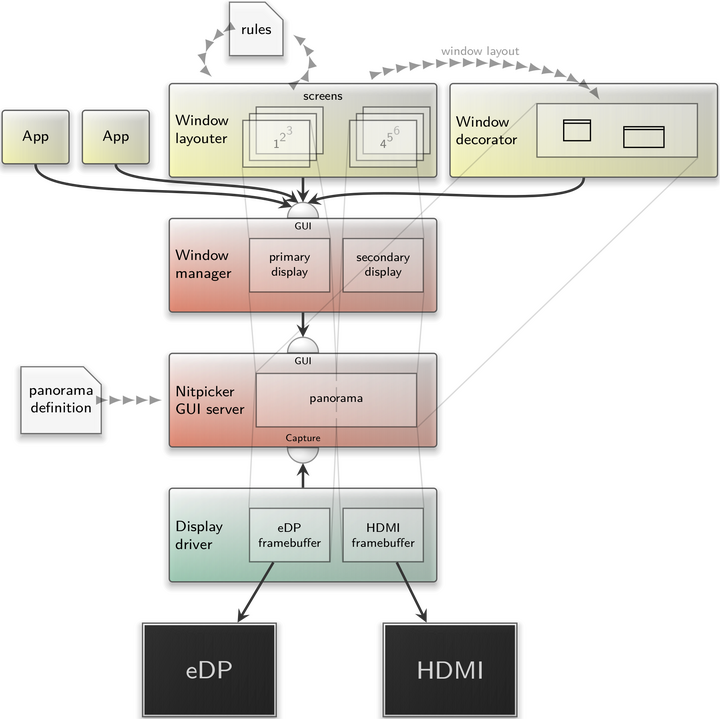 rules
window layout
screens
App
App
Window
layouter
1 2 3
4 5 6
Window
decorator
GUI
Window
manager
primary
display
secondary
display
GUI
panorama
definition
Nitpicker
GUI server
panorama
Capture
Display
driver
eDP
framebuffer
HDMI
framebuffer
eDP
HDMI